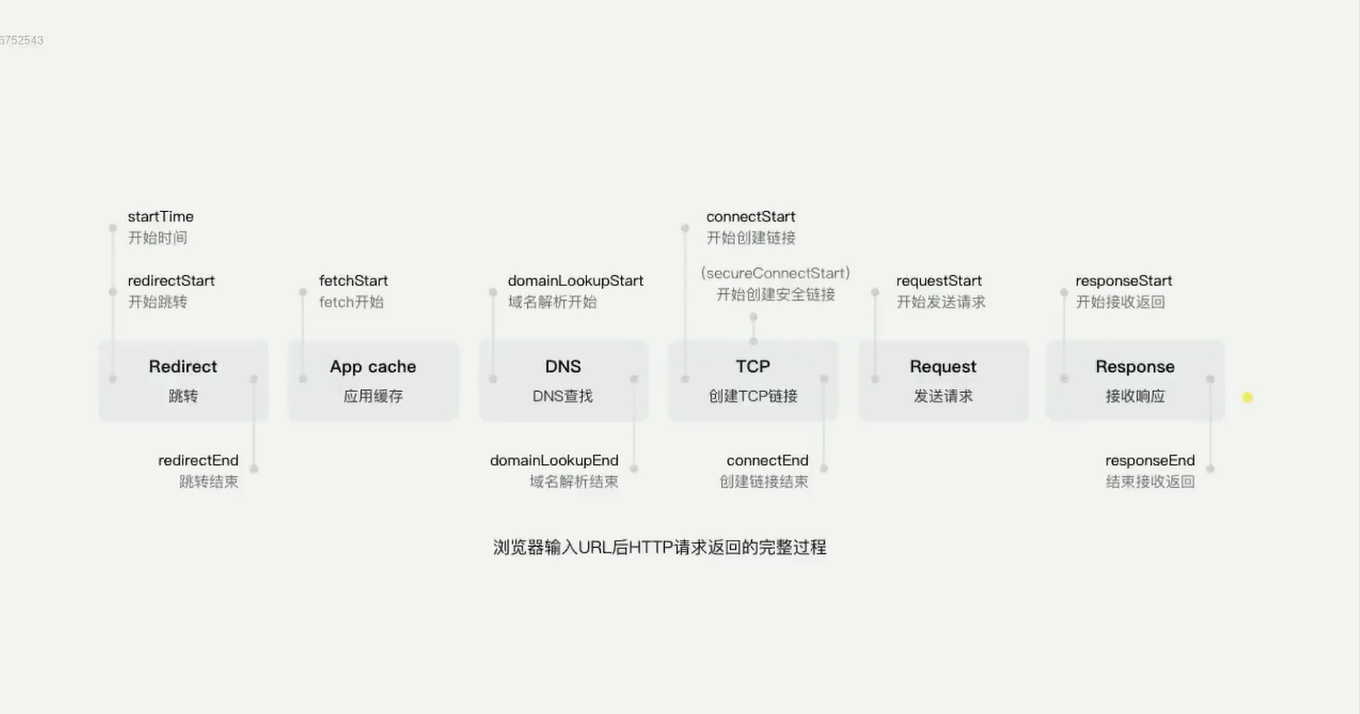 6752543
startTime
开始时间
connectStart
开始创建链接
redirectStart
开始跳转
fetchStart
fetch开始
domainLookupStart
域名解析开始
(secureConnectStart)
开始创建安全链接
requestStart
开始发送请求
responseStart
开始接收返回
Redirect
跳转
App cache
应用缓存
DNS
DNS查找
TCP
创建TCP链接
Request
发送请求
Response
接收响应
redirectEnd
跳转结束
domainLookupEnd
域名解析结束
connectEnd
创建链接结束
responseEnd
结束接收返回
浏览器输入URL后HTTP请求返回的完整过程